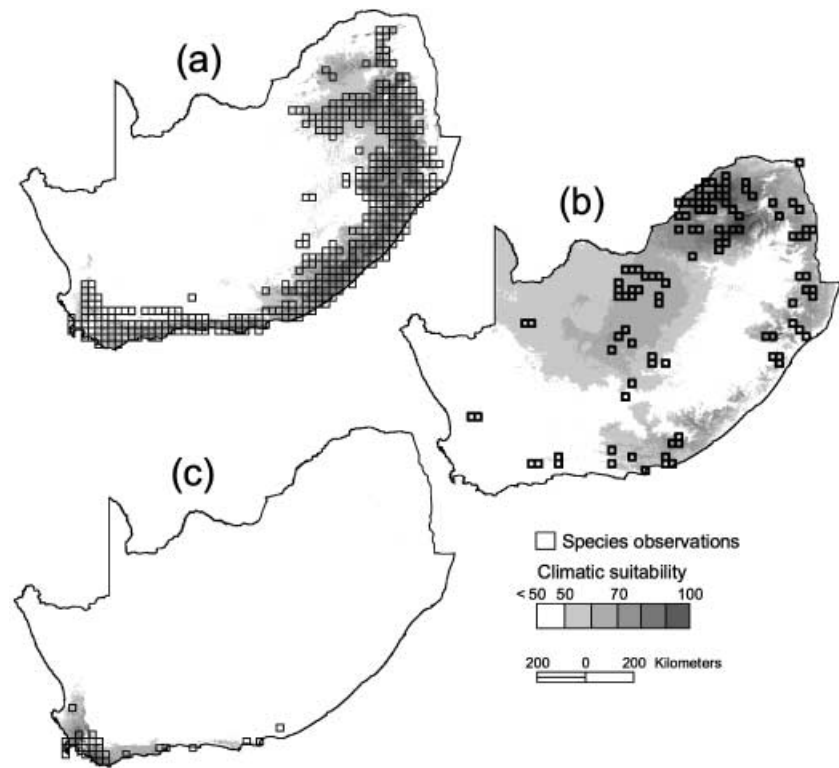 (a)
(b)
(c)
Species observations
Climatic suitability
< 50 50 70 100
200 0 200 Kilometers